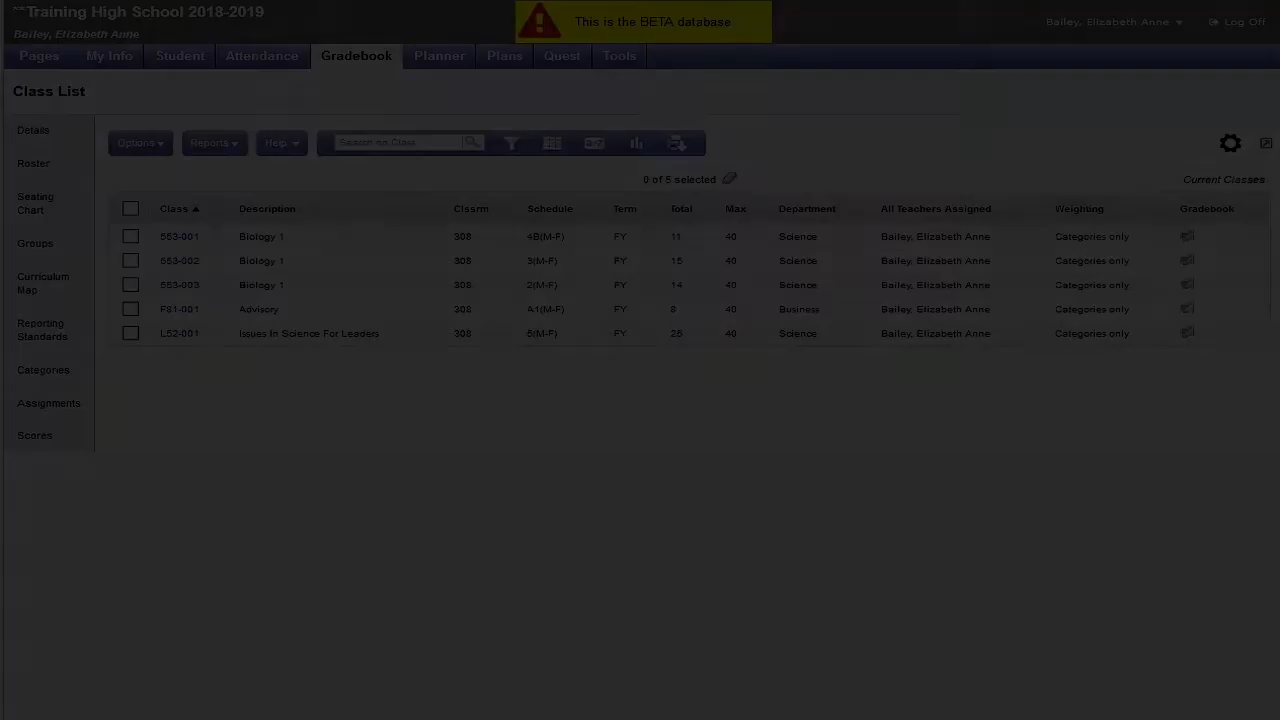 **Training High School 2018-2019
Bailey, Elizabeth Anne
This is the BETA database
Bailey, Elizabeth Anne
Log Off
Pages My Info Student Attendance Gradebook Planner Plans Quest Tools
Class List
Details
Roster
Seating
Chart
Groups
Curriculum
Map
Reporting
Standards
Categories
Assignments
Scores
Options Reports Help Search on Class A-Z
0 of 5 selected
Current Classes
Class Description Clssrm Schedule Term Total Max Department All Teachers Assigned Weighting Gradebook
553-001 Biology 1 308 4B(M-F) FY 11 40 Science Bailey, Elizabeth Anne Categories only
553-002 Biology 1 308 3(M-F) FY 15 40 Science Bailey, Elizabeth Anne Categories only
553-003 Biology 1 308 2(M-F) FY 14 40 Science Bailey, Elizabeth Anne Categories only
F81-001 Advisory 308 A1(M-F) FY 8 40 Business Bailey, Elizabeth Anne Categories only
L52-001 Issues In Science For Leaders 308 5(M-F) FY 25 40 Science Bailey, Elizabeth Anne Categories only